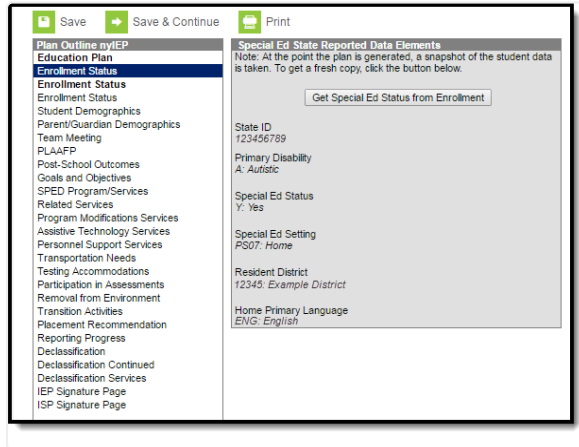 Save
Save & Continue
Print
Plan Outline nyIEP
Education Plan
Enrollment Status
Enrollment Status
Enrollment Status
Student Demographics
Parent/Guardian Demographics
Team Meeting
PLAAFP
Post-School Outcomes
Goals and Objectives
SPED Program/Services
Related Services
Program Modifications Services
Assistive Technology Services
Personnel Support Services
Transportation Needs
Testing Accommodations
Participation in Assessments
Removal from Environment
Transition Activities
Placement Recommendation
Reporting Progress
Declassification
Declassification Continued
Declassification Services
IEP Signature Page
ISP Signature Page
Special Ed State Reported Data Elements
Note: At the point the plan is generated, a snapshot of the student data
is taken. To get a fresh copy, click the button below.
Get Special Ed Status from Enrollment
State ID
123456789
Primary Disability
A: Autistic
Special Ed Status
Y: Yes
Special Ed Setting
PS07: Home
Resident District
12345: Example District
Home Primary Language
ENG: English